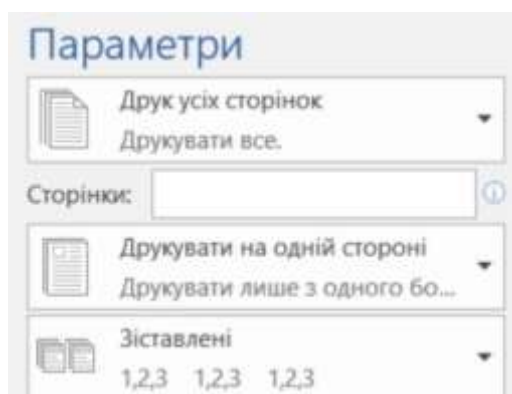 Параметри
Друк усіх сторінок
Друкувати все.
Сторінки:
Друкувати на одній стороні
Друкувати лише з одного бо...
Зіставлені
1,2,3 1,2,3 1,2,3